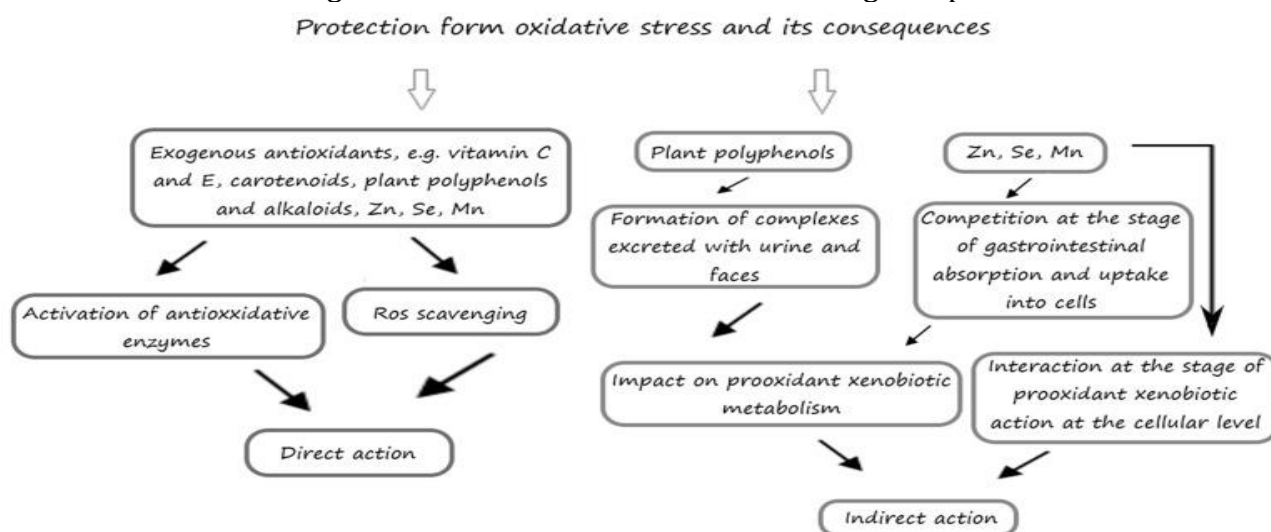 Protection form oxidative stress and its consequences
Exogenous antioxidants, e.g. vitamin C
and E, carotenoids, plant polyphenols
and alkaloids, Zn, Se, Mn
Activation of antioxxidative
enzymes
Ros scavenging
Direct action
Plant polyphenols
Formation of complexes
excreted with urine and
faces
Zn, Se, Mn
Competition at the stage
of gastrointestinal
absorption and uptake
into cells
Impact on prooxidant xenobiotic
metabolism
Interaction at the stage of
prooxidant xenobiotic
action at the cellular level
Indirect action